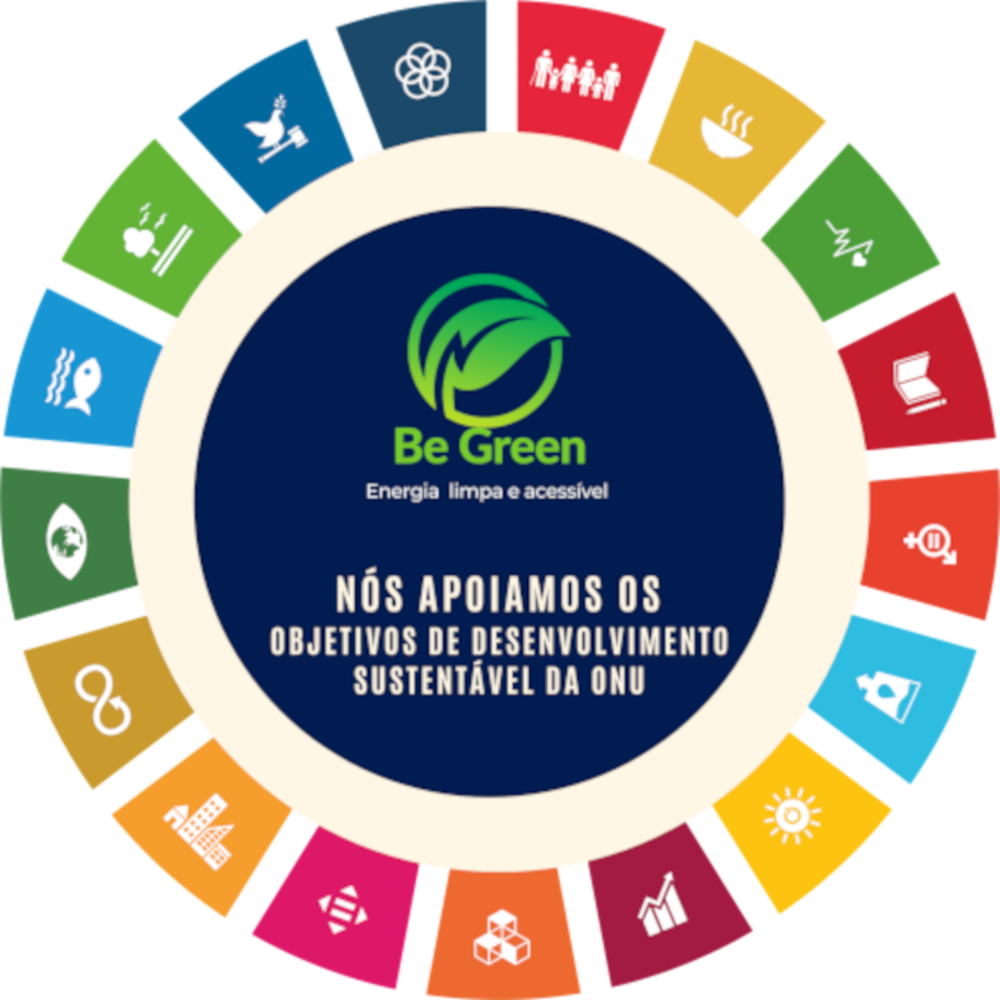 Be Green
Energia limpa e acessível
NÓS APOIAMOS OS
OBJETIVOS DE DESENVOLVIMENTO
SUSTENTÁVEL DA ONU